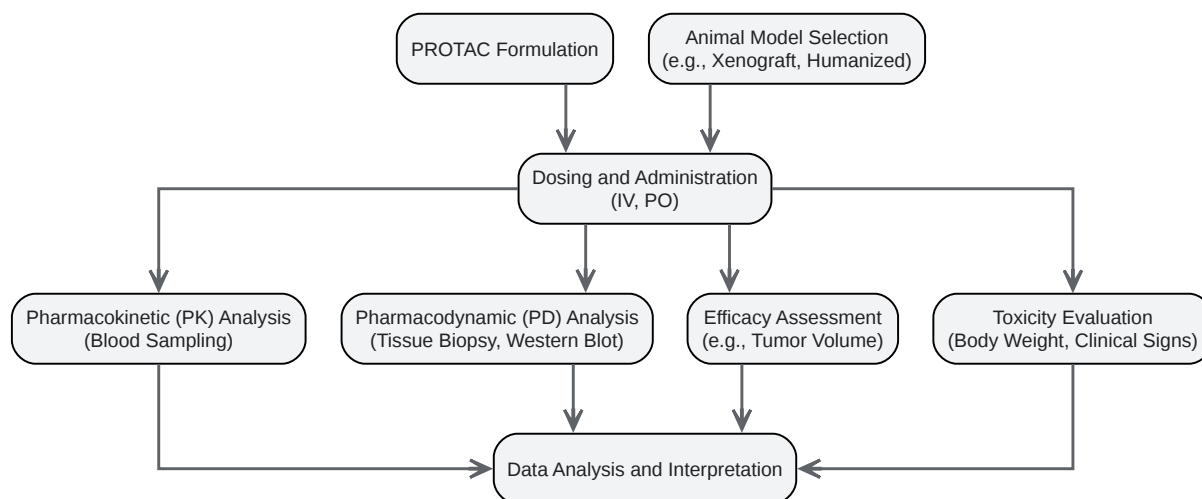 PROTAC Formulation
Animal Model Selection
(e.g., Xenograft, Humanized)
Dosing and Administration
(IV, PO)
Pharmacokinetic (PK) Analysis
(Blood Sampling)
Pharmacodynamic (PD) Analysis
(Tissue Biopsy, Western Blot)
Efficacy Assessment
(e.g., Tumor Volume)
Toxicity Evaluation
(Body Weight, Clinical Signs)
Data Analysis and Interpretation